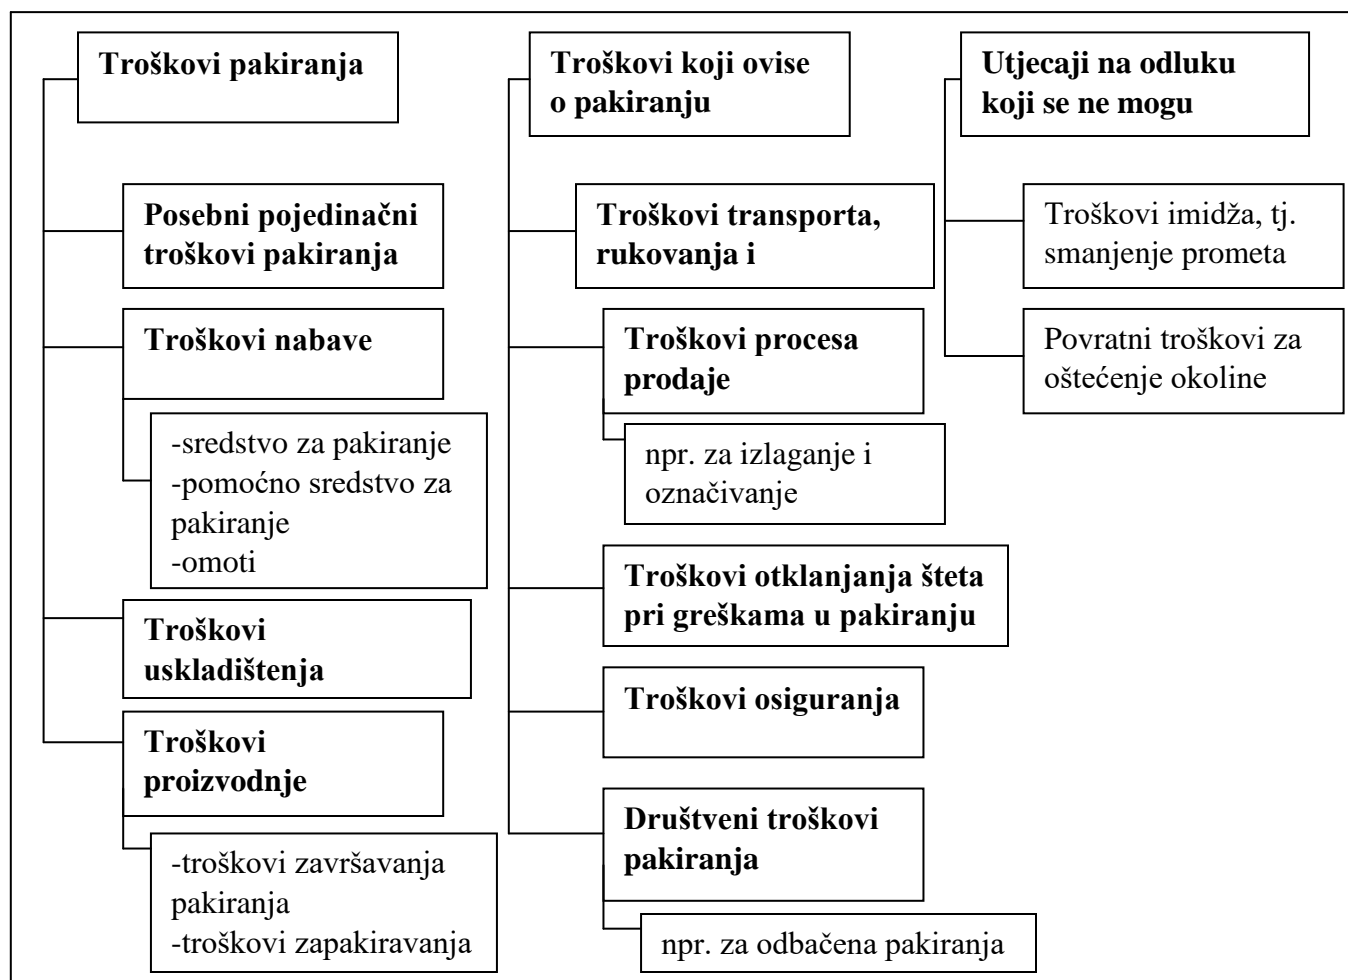 Troškovi pakiranja
Posebni pojedinačni
troškovi pakiranja
Troškovi nabave
-sredstvo za pakiranje
-pomoćno sredstvo za
pakiranje
-omoti
Troškovi
uskladištenja
Troškovi
proizvodnje
-troškovi završavanja
pakiranja
-troškovi zapakiravanja
Troškovi koji ovise
o pakiranju
Troškovi transporta,
rukovanja i
Troškovi procesa
prodaje
npr. za izlaganje i
označivanje
Troškovi otklanjanja šteta
pri greškama u pakiranju
Troškovi osiguranja
Društveni troškovi
pakiranja
npr. za odbačena pakiranja
Utjecaji na odluku
koji se ne mogu
Troškovi imidža, tj.
smanjenje prometa
Povratni troškovi za
oštećenje okoline